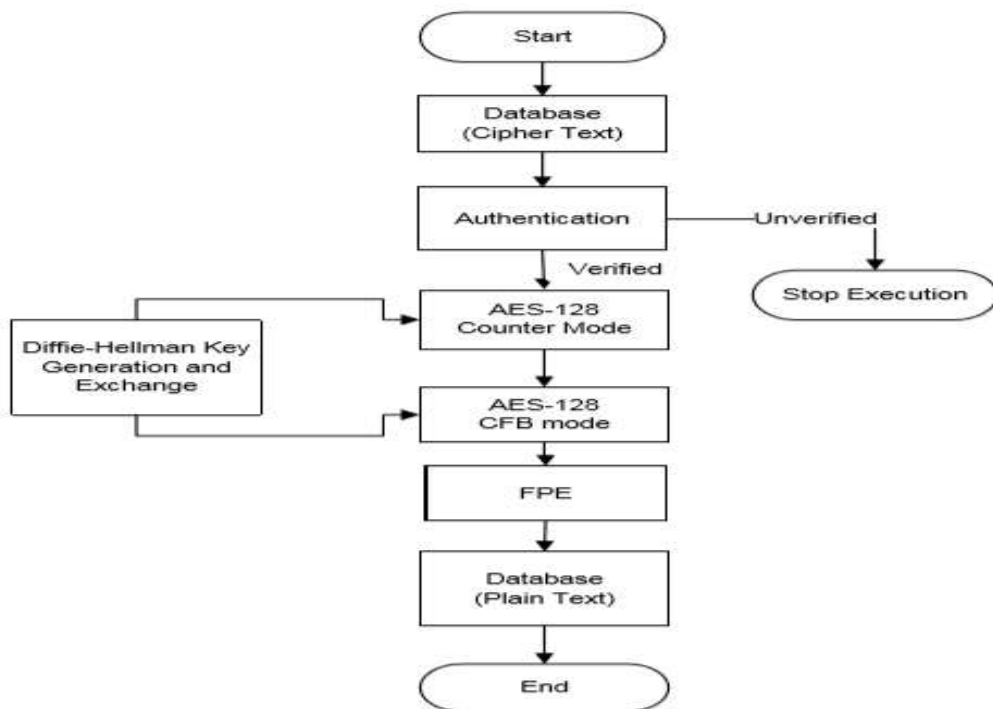 Start
Database
(Cipher Text)
Authentication
Unverified
Verified
Stop Execution
AES-128
Counter Mode
Diffie-Hellman Key
Generation and
Exchange
AES-128
CFB mode
FPE
Database
(Plain Text)
End